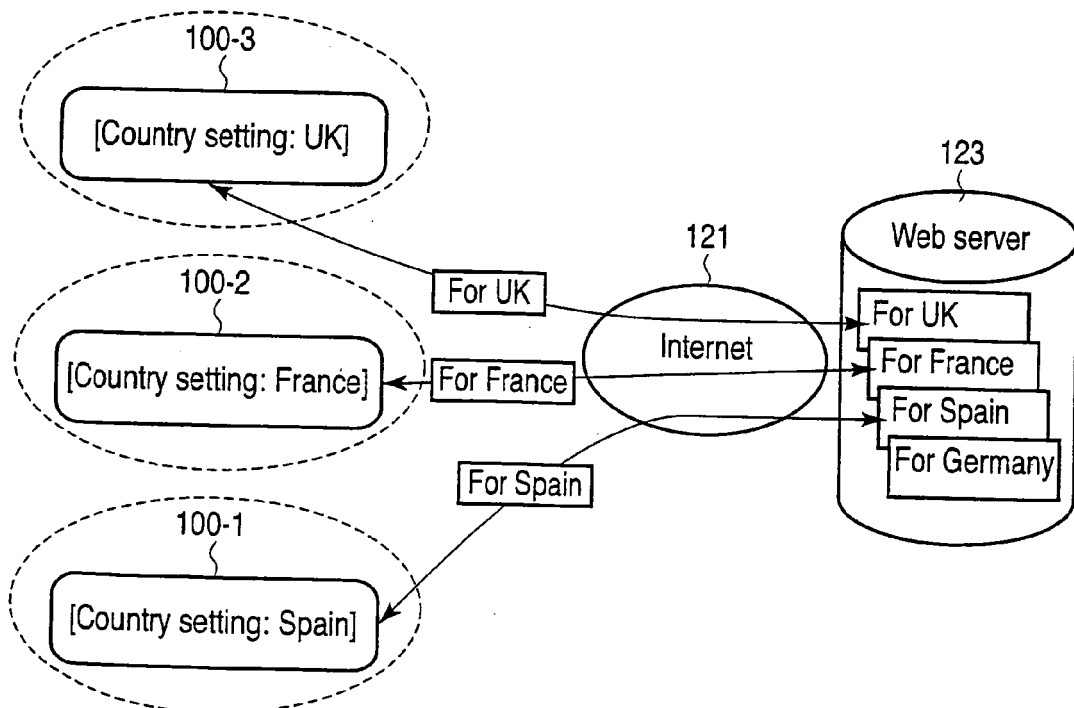 100-3
[Country setting: UK]
123
Web server
121
100-2
For UK
For UK
Internet
[Country setting: France]
For France
For France
For Spain
For Germany
For Spain
100-1
[Country setting: Spain]